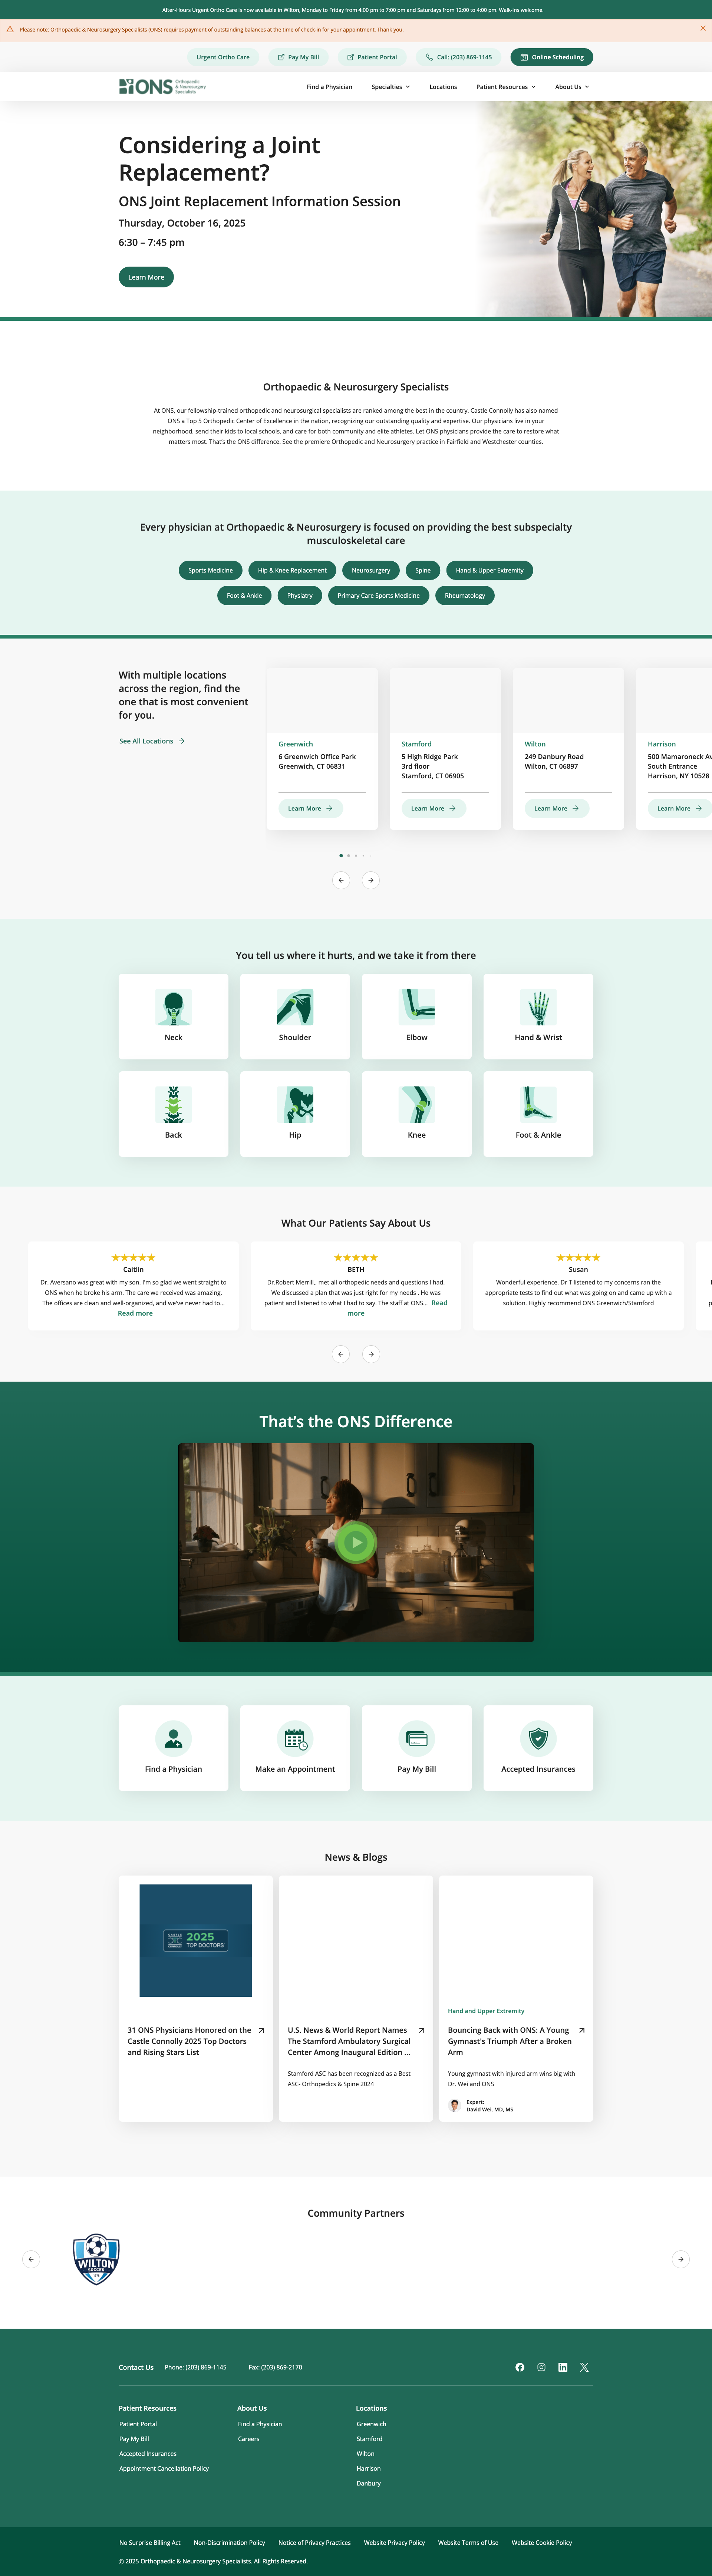 After-Hours Urgent Ortho Care is now available in Wilton, Monday to Friday from 4:00 pm to 7:00 pm and Saturdays from 12:00 to 4:00 pm. Walk-ins welcome.
Please note: Orthopaedic & Neurosurgery Specialists (ONS) requires payment of outstanding balances at the time of check-in for your appointment. Thank you.
Urgent Ortho Care
Pay My Bill
Patient Portal
Call: (203) 869-1145
Online Scheduling
ONS
Orthopaedic
& Neurosurgery
Specialists
Find a Physician
Specialties
Locations
Patient Resources
About Us
Considering a Joint
Replacement?
ONS Joint Replacement Information Session
Thursday, October 16, 2025
6:30 – 7:45 pm
Learn More
Orthopaedic & Neurosurgery Specialists
At ONS, our fellowship-trained orthopedic and neurosurgical specialists are ranked among the best in the country. Castle Connolly has also named
ONS a Top 5 Orthopedic Center of Excellence in the nation, recognizing our outstanding quality and expertise. Our physicians live in your
neighborhood, send their kids to local schools, and care for both community and elite athletes. Let ONS physicians provide the care to restore what
matters most. That's the ONS difference. See the premiere Orthopedic and Neurosurgery practice in Fairfield and Westchester counties.
Every physician at Orthopaedic & Neurosurgery is focused on providing the best subspecialty
musculoskeletal care
Sports Medicine
Hip & Knee Replacement
Neurosurgery
Spine
Hand & Upper Extremity
Foot & Ankle
Physiatry
Primary Care Sports Medicine
Rheumatology
With multiple locations
across the region, find the
one that is most convenient
for you.
See All Locations
Greenwich
6 Greenwich Office Park
Greenwich, CT 06831
Learn More
Stamford
5 High Ridge Park
3rd floor
Stamford, CT 06905
Learn More
Wilton
249 Danbury Road
Wilton, CT 06897
Learn More
Harrison
500 Mamaroneck Av
South Entrance
Harrison, NY 10528
Learn More
You tell us where it hurts, and we take it from there
Neck
Shoulder
Elbow
Hand & Wrist
Back
Hip
Knee
Foot & Ankle
What Our Patients Say About Us
Caitlin
Dr. Aversano was great with my son. I'm so glad we went straight to
ONS when he broke his arm. The care we received was amazing.
The offices are clean and well-organized, and we've never had to...
Read more
BETH
Dr.Robert Merrill,, met all orthopedic needs and questions I had.
We discussed a plan that was just right for my needs . He was
patient and listened to what I had to say. The staff at ONS... Read
more
Susan
Wonderful experience. Dr T listened to my concerns ran the
appropriate tests to find out what was going on and came up with a
solution. Highly recommend ONS Greenwich/Stamford
That's the ONS Difference
Find a Physician
Make an Appointment
Pay My Bill
Accepted Insurances
News & Blogs
2025
TOP DOCTORS
31 ONS Physicians Honored on the
Castle Connolly 2025 Top Doctors
and Rising Stars List
U.S. News & World Report Names
The Stamford Ambulatory Surgical
Center Among Inaugural Edition ...
Stamford ASC has been recognized as a Best
ASC- Orthopedics & Spine 2024
Hand and Upper Extremity
Bouncing Back with ONS: A Young
Gymnast's Triumph After a Broken
Arm
Young gymnast with injured arm wins big with
Dr. Wei and ONS
Expert:
David Wei, MD, MS
Community Partners
WILTON
SOCCER
Contact Us
Phone: (203) 869-1145
Fax: (203) 869-2170
Patient Resources
Patient Portal
Pay My Bill
Accepted Insurances
Appointment Cancellation Policy
About Us
Find a Physician
Careers
Locations
Greenwich
Stamford
Wilton
Harrison
Danbury
No Surprise Billing Act
Non-Discrimination Policy
Notice of Privacy Practices
Website Privacy Policy
Website Terms of Use
Website Cookie Policy
© 2025 Orthopaedic & Neurosurgery Specialists. All Rights Reserved.